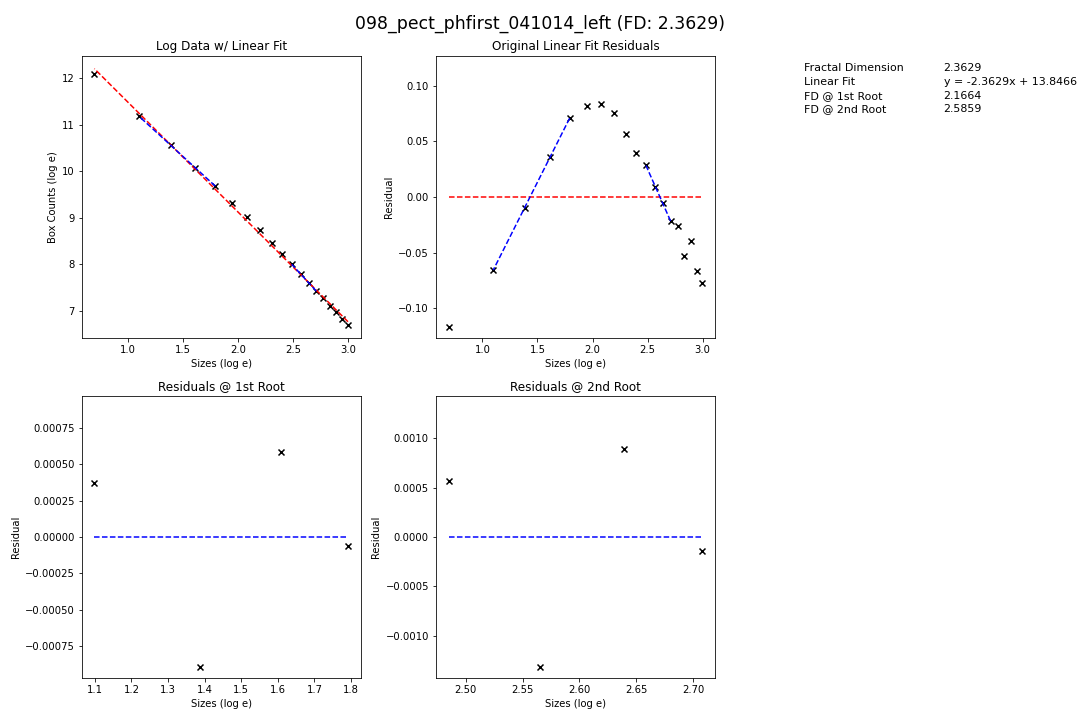 098_pect_phfirst_041014_left (FD: 2.3629)
Log Data w/ Linear Fit
Box Counts (log e)
12
11
10
9
8
7
1.0 1.5 2.0 2.5 3.0
Sizes (log e)
Original Linear Fit Residuals
Residual
0.10
0.05
0.00
−0.05
−0.10
1.0 1.5 2.0 2.5 3.0
Sizes (log e)
Fractal Dimension 2.3629
Linear Fit y = -2.3629x + 13.8466
FD @ 1st Root 2.1664
FD @ 2nd Root 2.5859
Residuals @ 1st Root
Residual
0.00075
0.00050
0.00025
0.00000
−0.00025
−0.00050
−0.00075
1.1 1.2 1.3 1.4 1.5 1.6 1.7 1.8
Sizes (log e)
Residuals @ 2nd Root
Residual
0.0010
0.0005
0.0000
−0.0005
−0.0010
2.50 2.55 2.60 2.65 2.70
Sizes (log e)